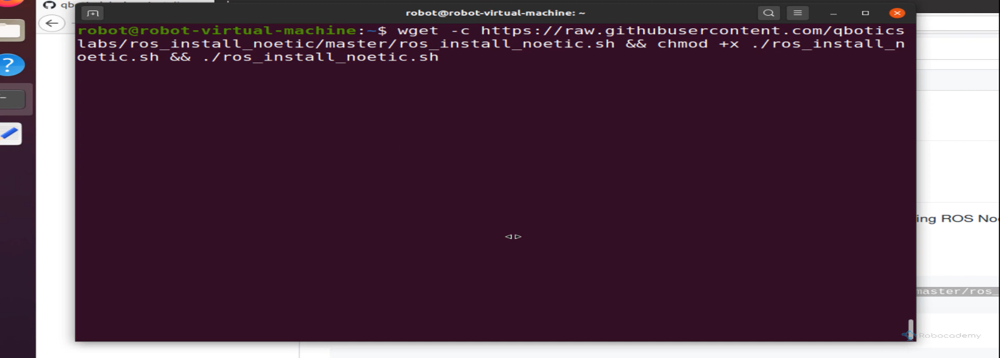 qb
robot@robot-virtual-machine: ~
robot@robot-virtual-machine:~$ wget -c https://raw.githubusercontent.com/qbotics
labs/ros_install_noetic/master/ros_install_noetic.sh && chmod +x ./ros_install_n
oetic.sh && ./ros_install_noetic.sh
ing ROS No
master/ros_
Robocademy